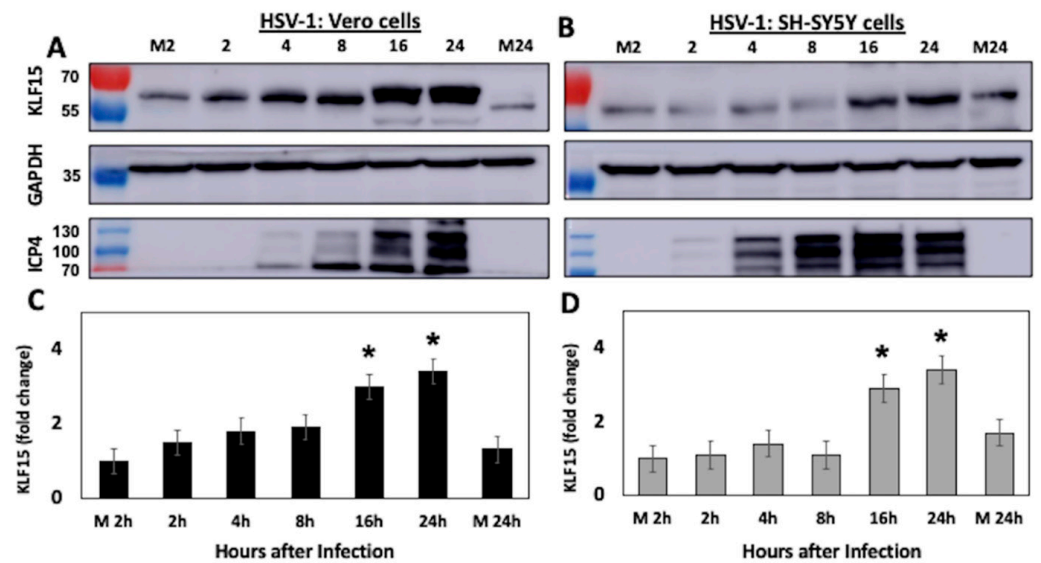 HSV-1: Vero cells
A
M2 2 4 8 16 24 M24
KLF15
70
55
GAPDH
35
ICP4
130
100
70
HSV-1: SH-SY5Y cells
B
M2 2 4 8 16 24 M24
C
KLF15 (fold change)
4
2
0
* *
M 2h 2h 4h 8h 16h 24h M 24h
Hours after Infection
D
KLF15 (fold change)
4
2
0
* *
M 2h 2h 4h 8h 16h 24h M 24h
Hours after Infection